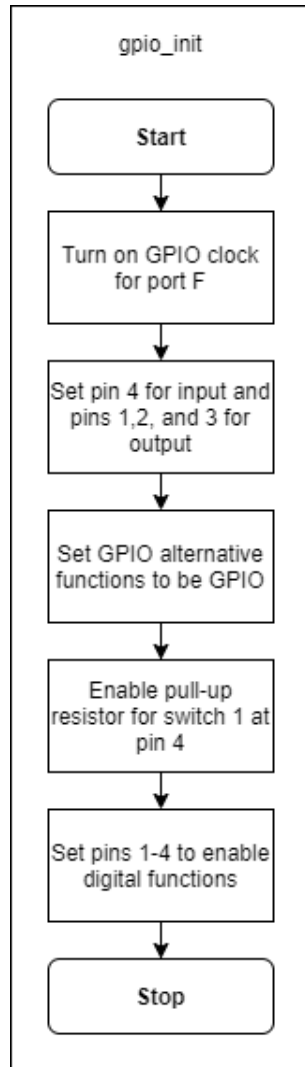 gpio_init
Start
Turn on GPIO clock
for port F
Set pin 4 for input and
pins 1,2, and 3 for
output
Set GPIO alternative
functions to be GPIO
Enable pull-up
resistor for switch 1 at
pin 4
Set pins 1-4 to enable
digital functions
Stop